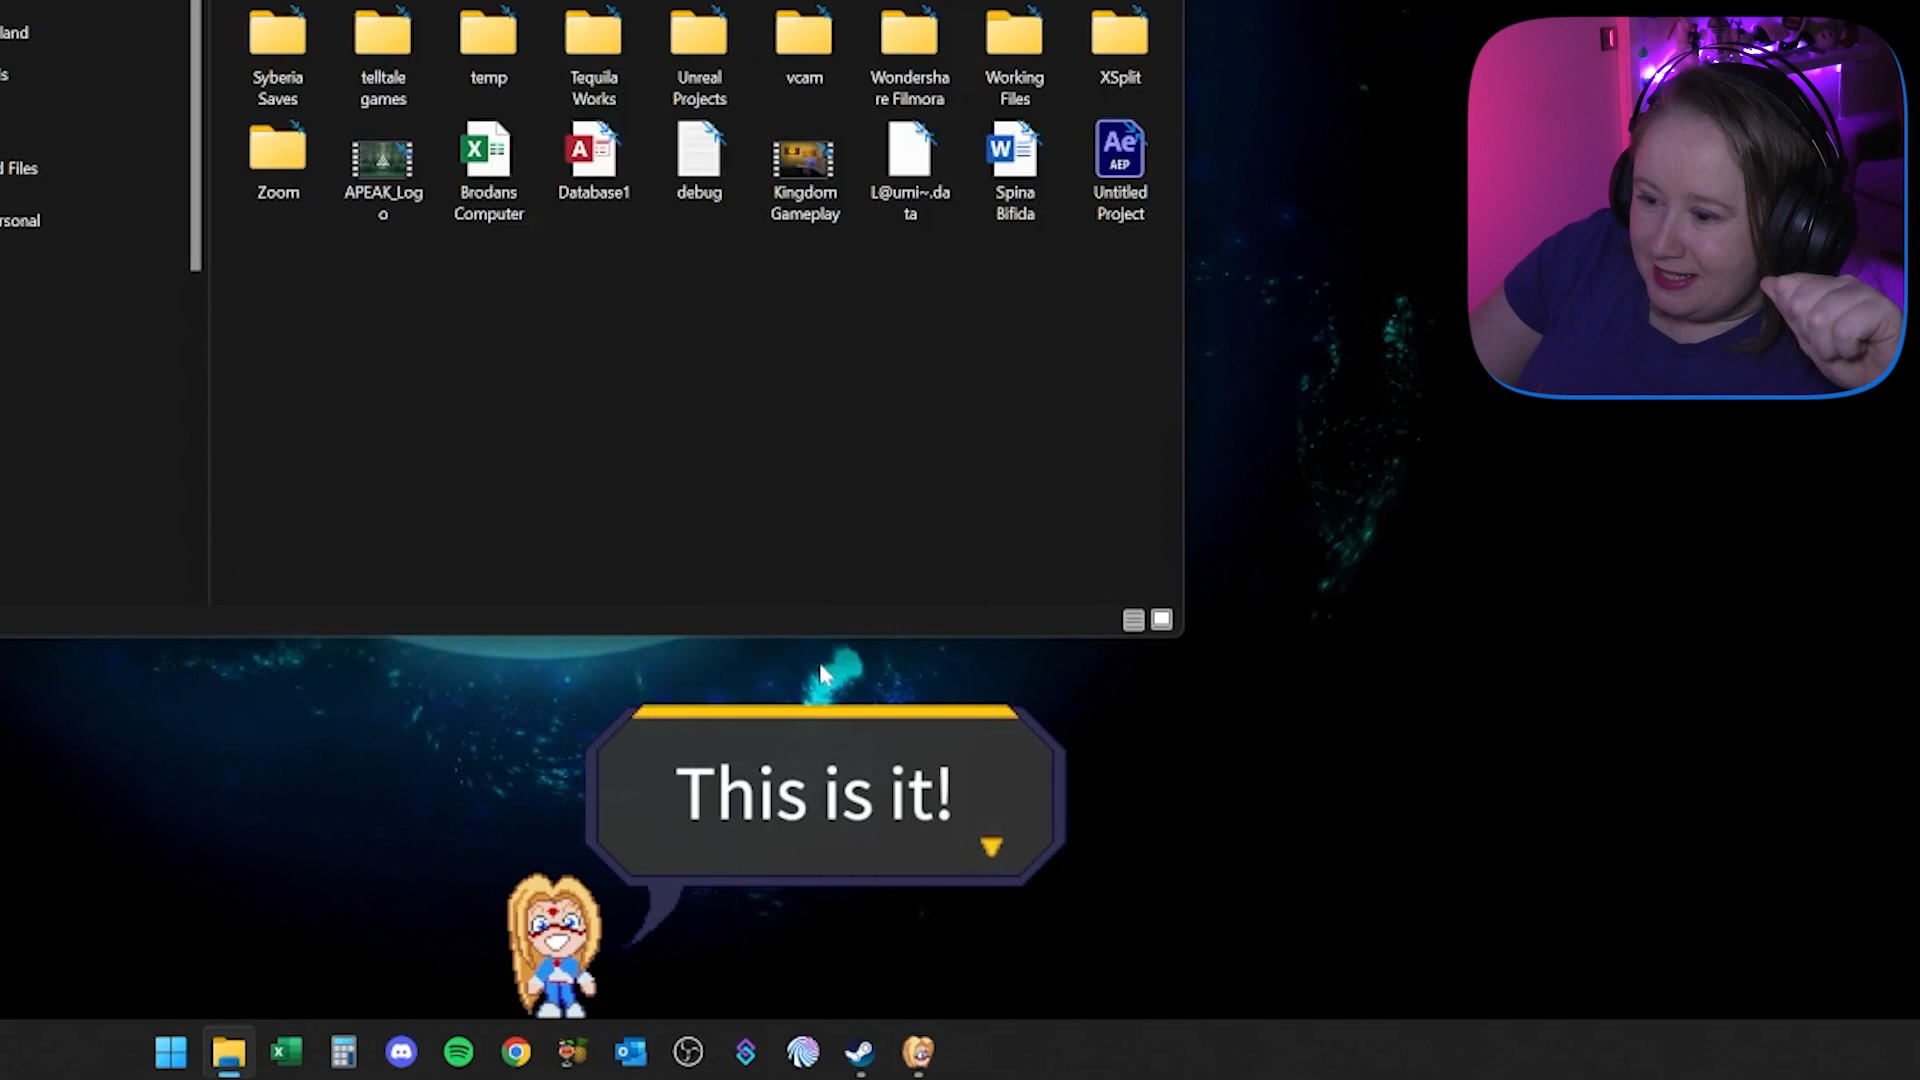 land
s
d Files
rsonal
Syberia
Saves
telltale
games
temp
Tequila
Works
Unreal
Projects
vcam
Wondersha
re Filmora
Working
Files
XSplit
Zoom
APEAK_Log
o
X
Brodans
Computer
A
Database1
debug
Kingdom
Gameplay
L@umi~.da
ta
W
Spina
Bifida
Ae
AEP
Untitled
Project
This is it!